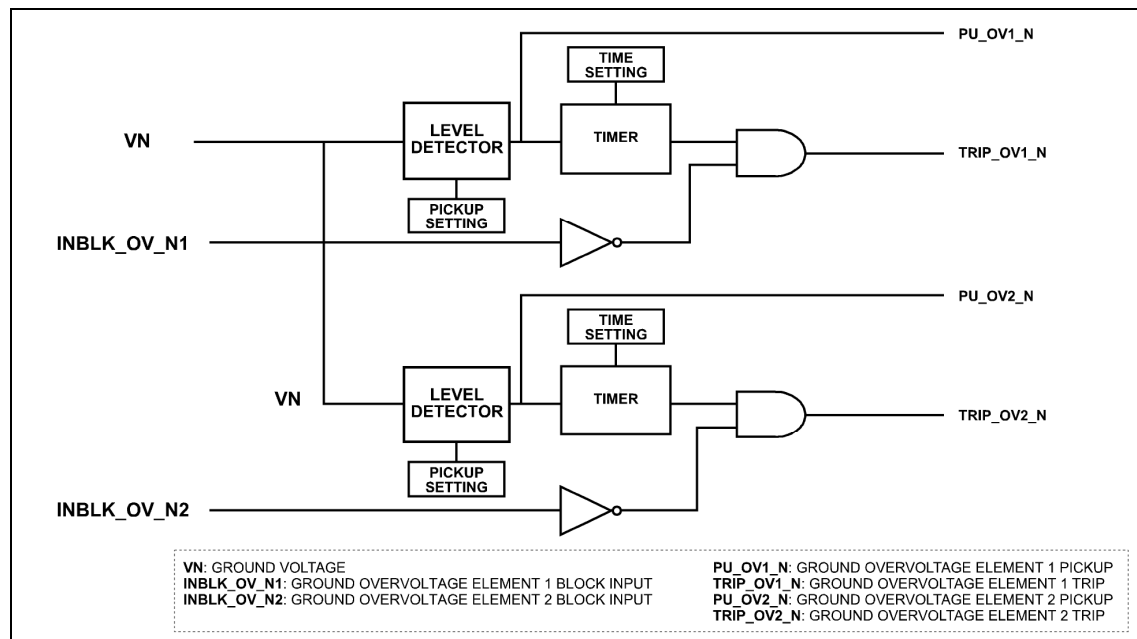 PU_OV1_N
TIME
SETTING
VN
LEVEL
DETECTOR
TIMER
TRIP_OV1_N
PICKUP
SETTING
INBLK_OV_N1
PU_OV2_N
TIME
SETTING
VN
LEVEL
DETECTOR
TIMER
TRIP_OV2_N
PICKUP
SETTING
INBLK_OV_N2
VN: GROUND VOLTAGE
INBLK_OV_N1: GROUND OVERVOLTAGE ELEMENT 1 BLOCK INPUT
INBLK_OV_N2: GROUND OVERVOLTAGE ELEMENT 2 BLOCK INPUT
PU_OV1_N: GROUND OVERVOLTAGE ELEMENT 1 PICKUP
TRIP_OV1_N: GROUND OVERVOLTAGE ELEMENT 1 TRIP
PU_OV2_N: GROUND OVERVOLTAGE ELEMENT 2 PICKUP
TRIP_OV2_N: GROUND OVERVOLTAGE ELEMENT 2 TRIP